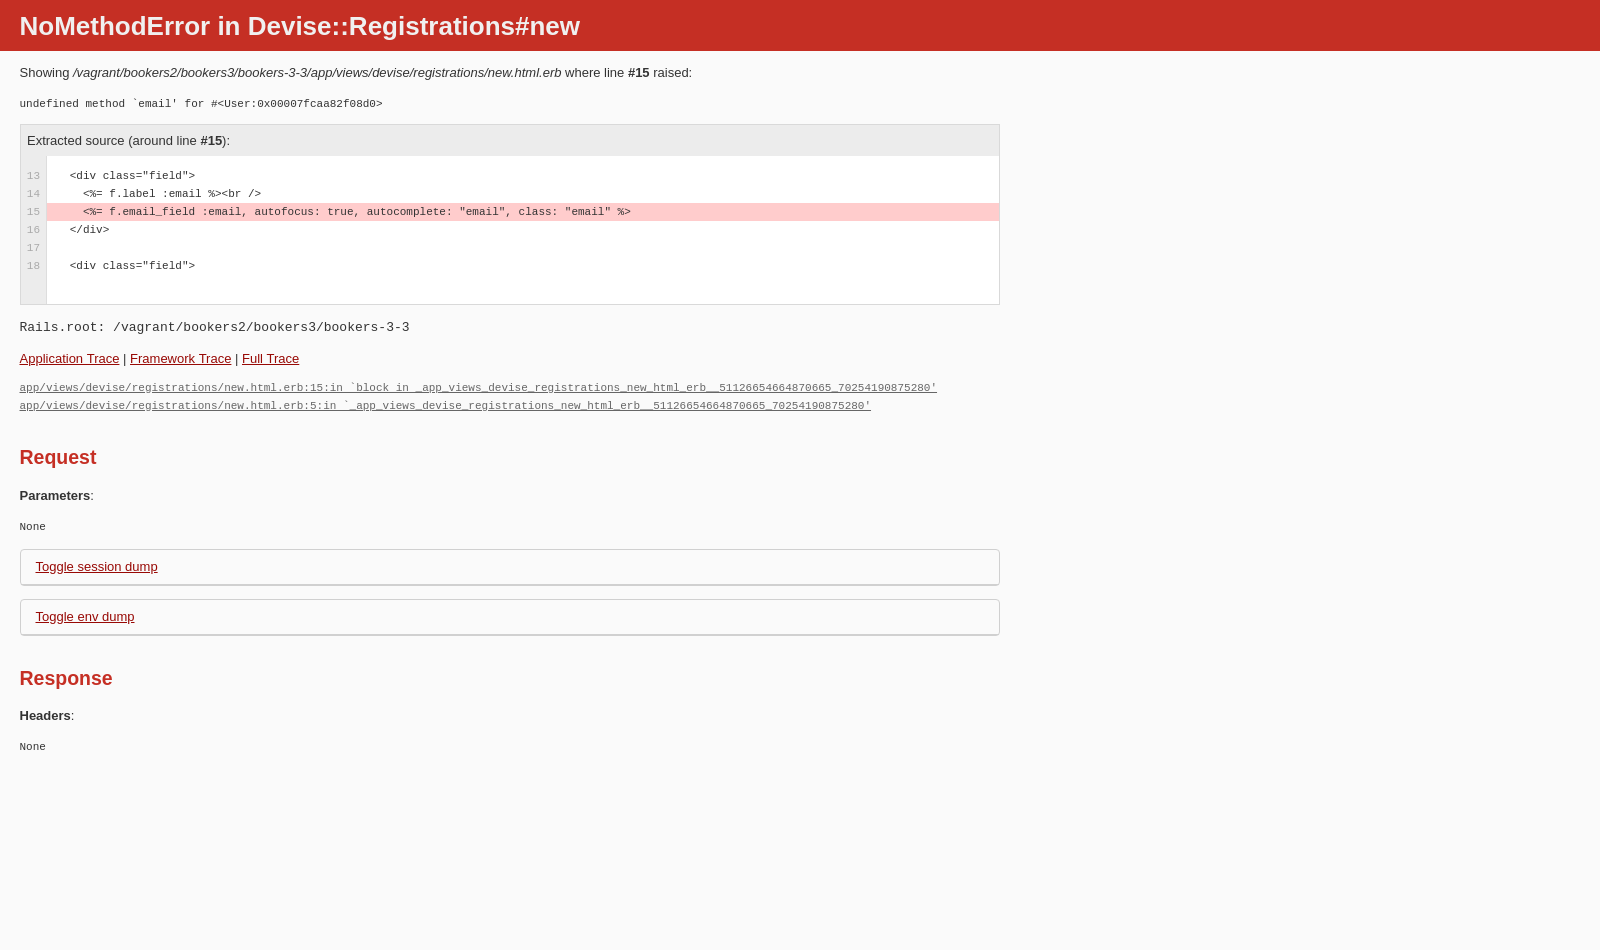 NoMethodError in Devise::Registrations#new
Showing /vagrant/bookers2/bookers3/bookers-3-3/app/views/devise/registrations/new.html.erb where line #15 raised:
undefined method `email' for #<User:0x00007fcaa82f08d0>
Extracted source (around line #15):
13 <div class="field">
14 <%= f.label :email %><br />
15 <%= f.email_field :email, autofocus: true, autocomplete: "email", class: "email" %>
16 </div>
17
18 <div class="field">
Rails.root: /vagrant/bookers2/bookers3/bookers-3-3
Application Trace | Framework Trace | Full Trace
app/views/devise/registrations/new.html.erb:15:in `block in _app_views_devise_registrations_new_html_erb__51126654664870665_70254190875280'
app/views/devise/registrations/new.html.erb:5:in `_app_views_devise_registrations_new_html_erb__51126654664870665_70254190875280'
Request
Parameters:
None
Toggle session dump
Toggle env dump
Response
Headers:
None